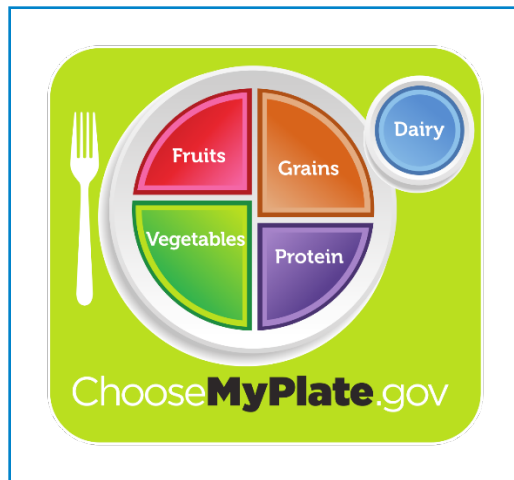 Dairy
Fruits
Grains
Vegetables
Protein
ChooseMyPlate.gov